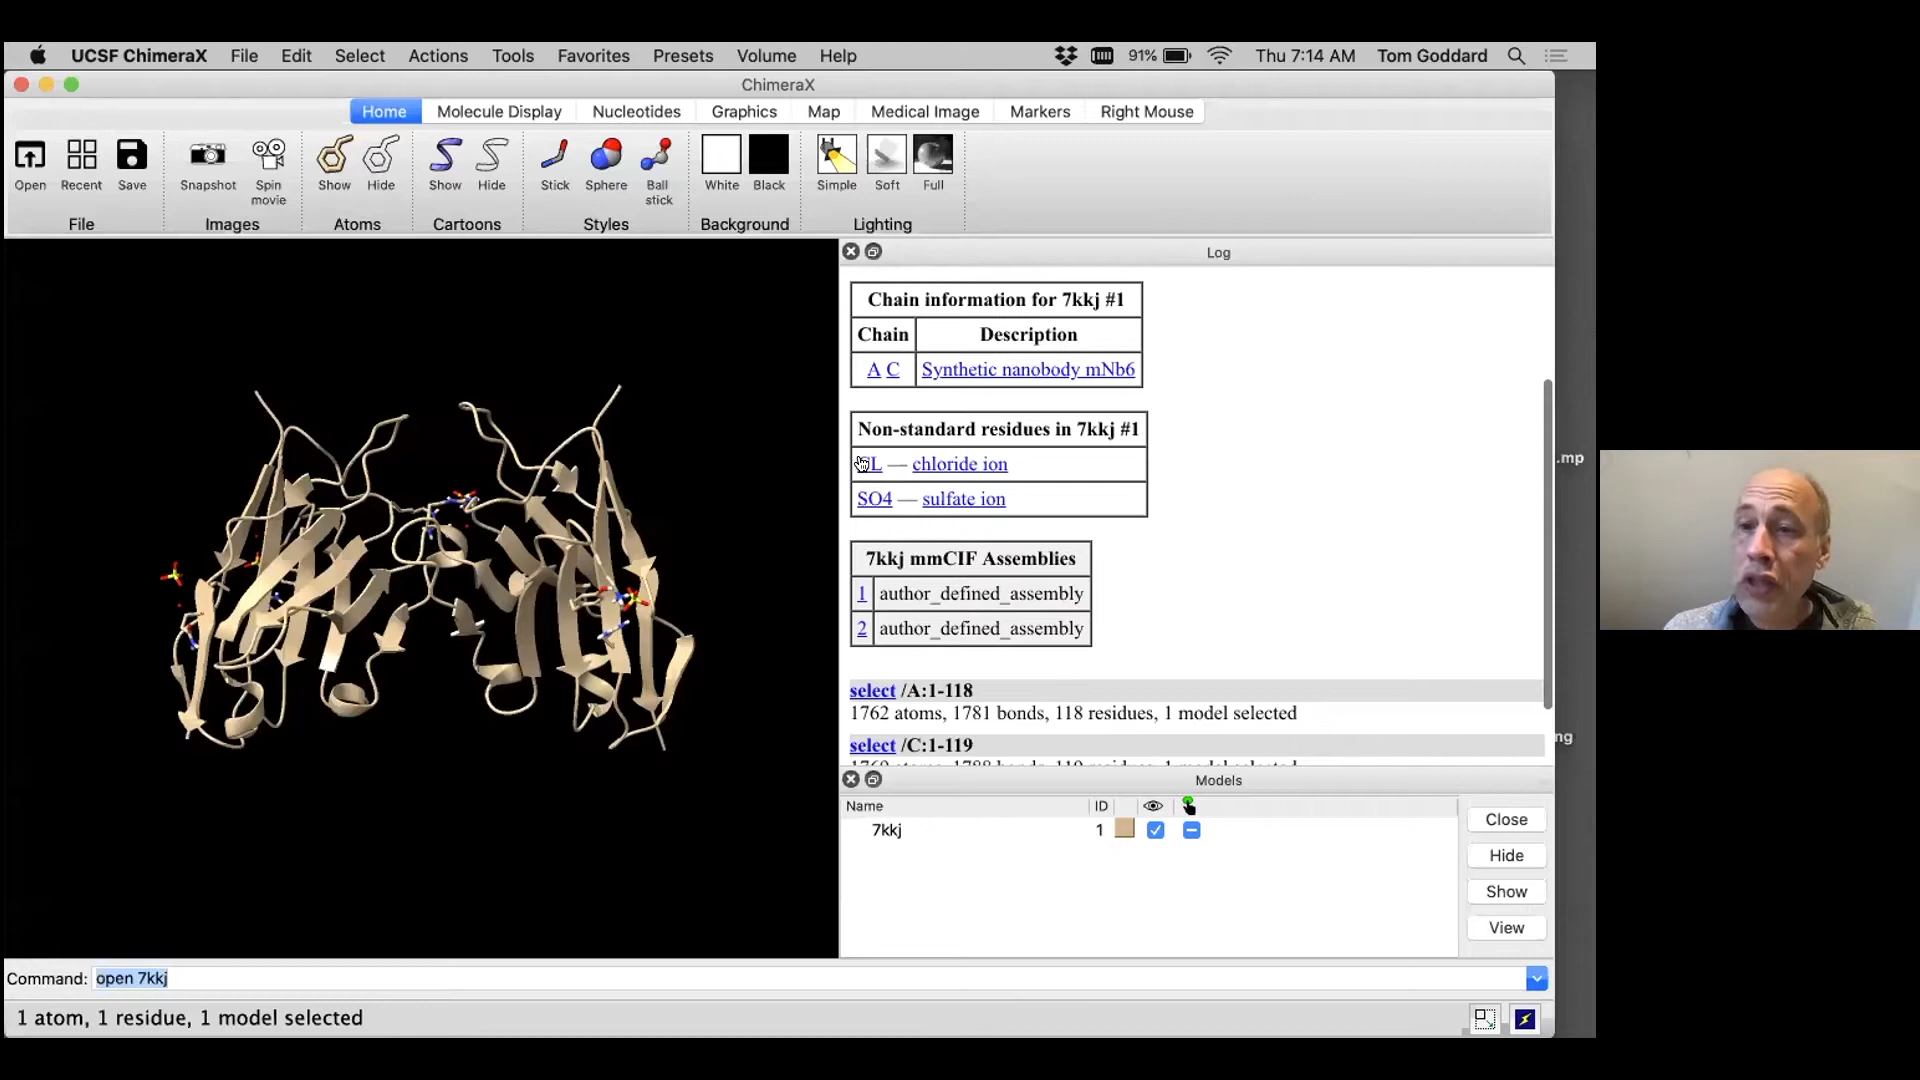 UCSF ChimeraX File Edit Select Actions Tools Favorites Presets Volume Help 91% Thu 7:14 AM Tom Goddard
ChimeraX
Home Molecule Display Nucleotides Graphics Map Medical Image Markers Right Mouse
Open Recent Save Snapshot Spin movie Show Hide Show Hide Stick Sphere Ball stick White Black Simple Soft Full
File Images Atoms Cartoons Styles Background Lighting
Log
Chain information for 7kkj #1
Chain Description
A C Synthetic nanobody mNb6
Non-standard residues in 7kkj #1
CL — chloride ion
SO4 — sulfate ion
7kkj mmCIF Assemblies
1 author_defined_assembly
2 author_defined_assembly
select /A:1-118
1762 atoms, 1781 bonds, 118 residues, 1 model selected
select /C:1-119
Models
Name ID
7kkj 1
Close
Hide
Show
View
Command: open 7kkj
1 atom, 1 residue, 1 model selected
.mp
ng